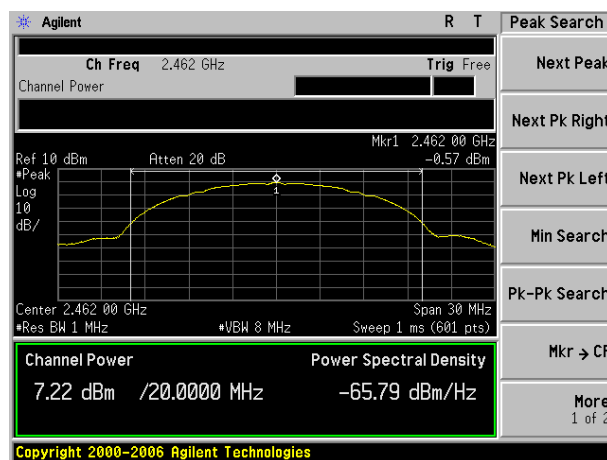 Agilent R T Peak Search
Ch Freq 2.462 GHz Trig Free
Channel Power
Next Peak
Next Pk Right
Mkr1 2.462 00 GHz
Ref 10 dBm Atten 20 dB -0.57 dBm
#Peak
Log
10
dB/
1
Next Pk Left
Min Search
Pk-Pk Search
Center 2.462 00 GHz Span 30 MHz
#Res BW 1 MHz #VBW 8 MHz Sweep 1 ms (601 pts)
Channel Power Power Spectral Density
7.22 dBm /20.0000 MHz -65.79 dBm/Hz
Mkr → CF
More
1 of 2
Copyright 2000-2006 Agilent Technologies